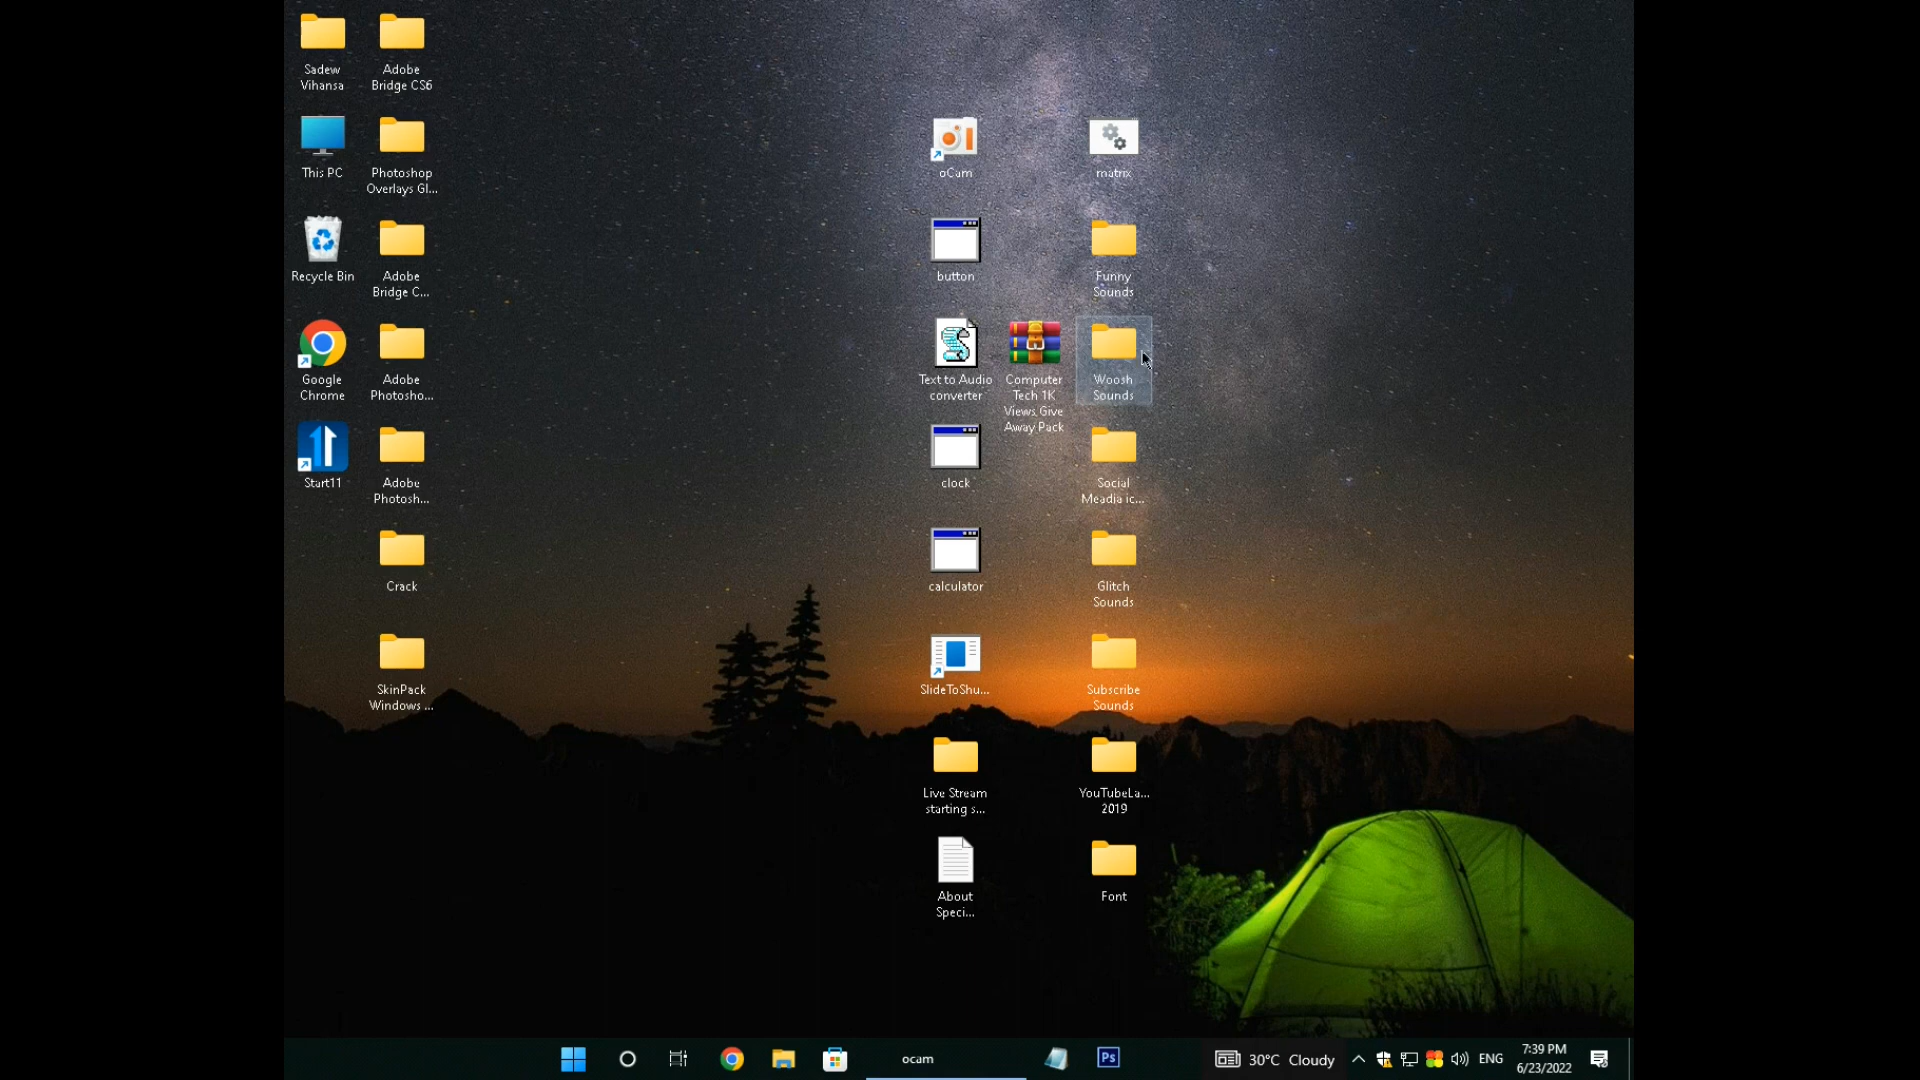 Sadew
Vihansa
Adobe
Bridge CS6
This PC
Photoshop
Overlays Gl...
Recycle Bin
Adobe
Bridge C...
Google
Chrome
Adobe
Photosho...
Start11
Adobe
Photosh...
Crack
SkinPack
Windows ...
oCam
button
Text to Audio
converter
clock
calculator
SlideToShu...
Live Stream
starting s...
About
Speci...
Computer
Tech 1K
Views Give
Away Pack
matrix
Funny
Sounds
Woosh
Sounds
Social
Meadia ic...
Glitch
Sounds
Subscribe
Sounds
YouTubeLa...
2019
Font
ocam
Ps
30°C Cloudy
ENG
7:39 PM
6/23/2022